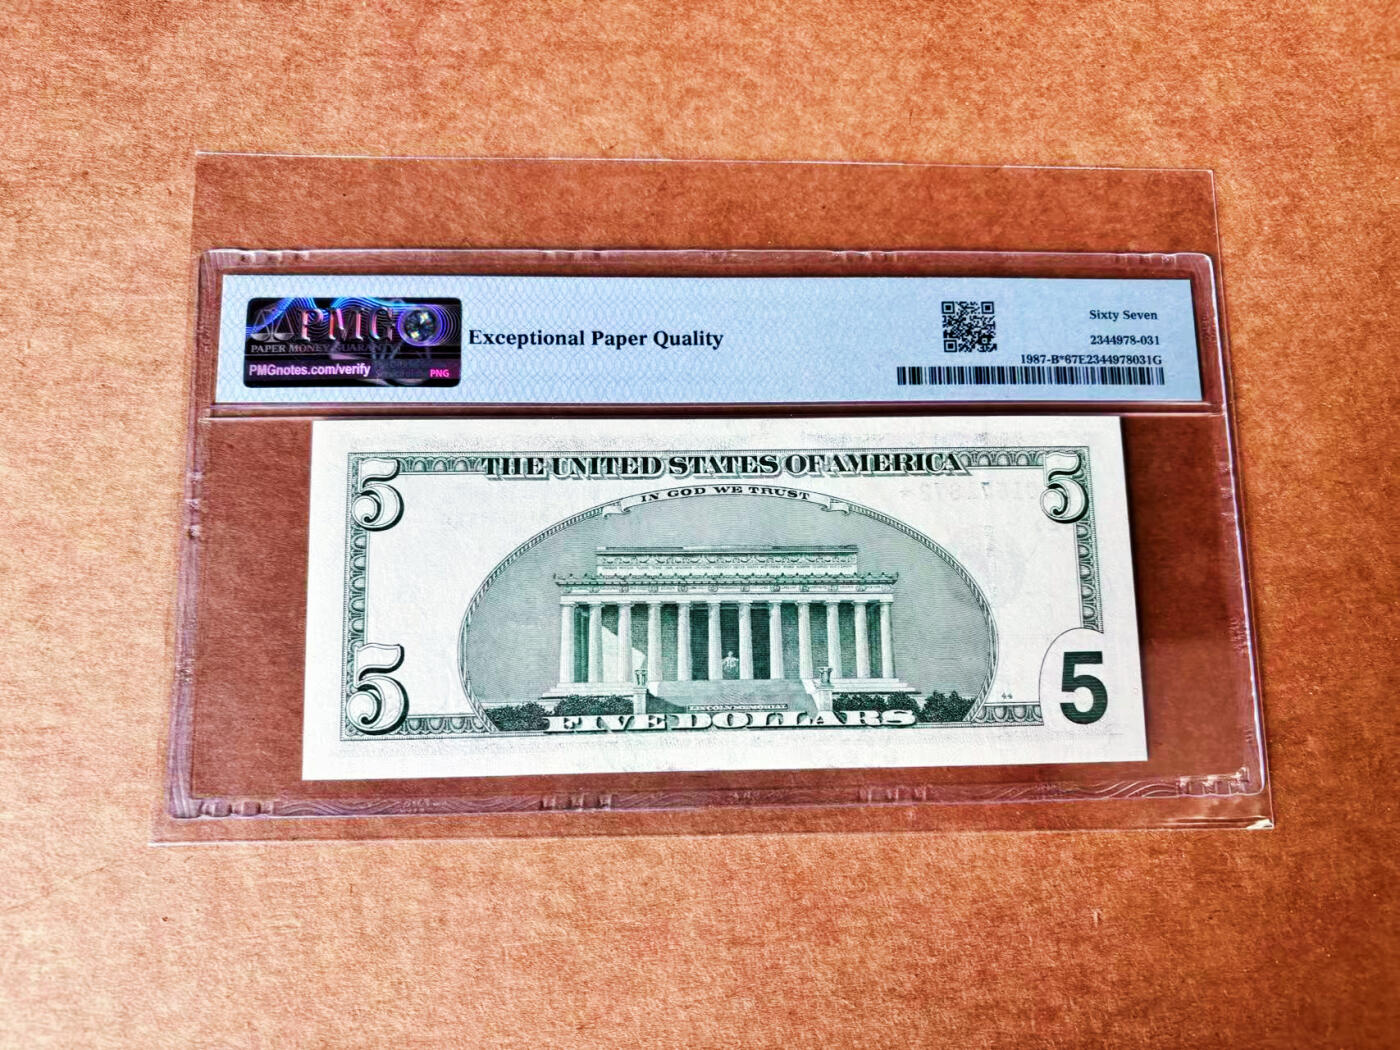 PMG
PAPER MONEY GUARANTY
PMGnotes.com/verify
PNG
Exceptional Paper Quality
Sixty Seven
2344978-031
1987-B*67E2344978031G
5
THE UNITED STATES OF AMERICA
5
IN GOD WE TRUST
LINCOLN MEMORIAL
5
FIVE DOLLARS
44
5